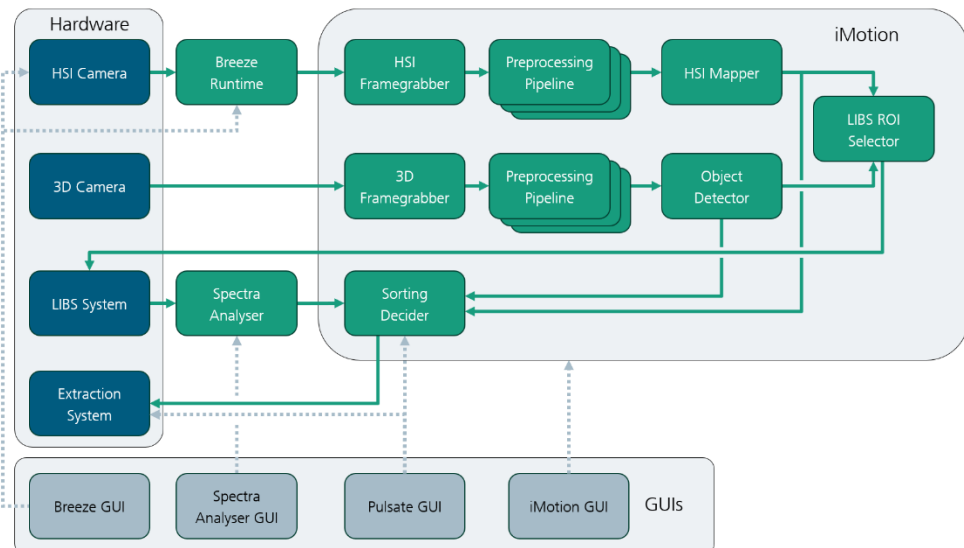 Hardware
iMotion
HSI Camera
Breeze
Runtime
HSI
Framegrabber
Preprocessing
Pipeline
HSI Mapper
LIBS ROI
Selector
3D Camera
3D
Framegrabber
Preprocessing
Pipeline
Object
Detector
LIBS System
Spectra
Analyser
Sorting
Decider
Extraction
System
Breeze GUI
Spectra
Analyser GUI
Pulsate GUI
iMotion GUI
GUIs